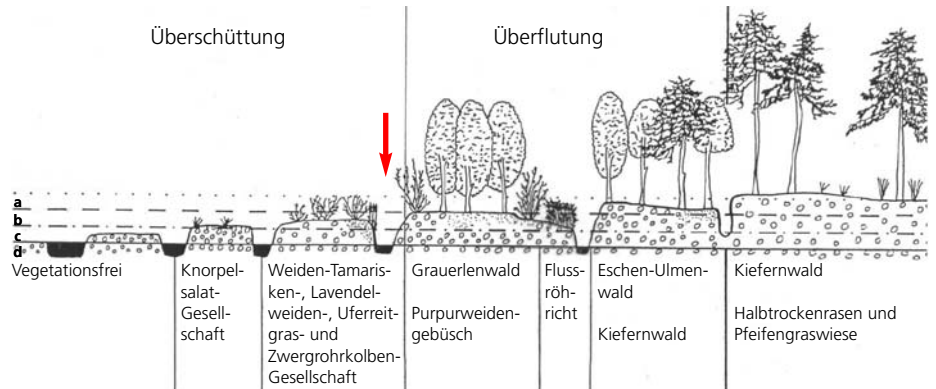 Überschüttung
Überflutung
a
b
c
d
Vegetationsfrei
Knorpel-
salat-
Gesell-
schaft
Weiden-Tamaris-
ken-, Lavendel-
weiden-, Uferreit-
gras- und
Zwergrohrkolben-
Gesellschaft
Grauerlenwald
Purpurweiden-
gebüsch
Fluss-
röh-
richt
Eschen-Ulmen-
wald
Kiefernwald
Kiefernwald
Halbtrockenrasen und
Pfeifengraswiese